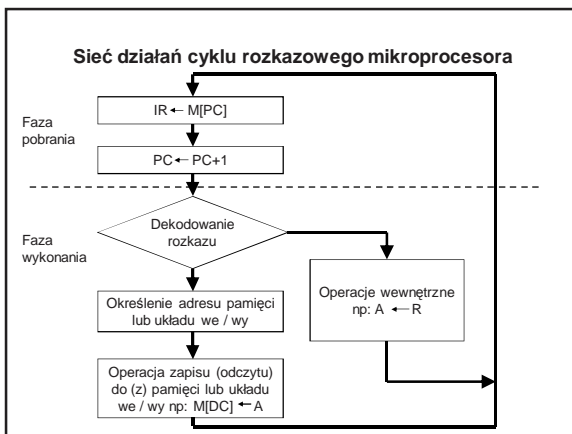 Sieć działań cyklu rozkazowego mikroprocesora
Faza
pobrania
IR ← M[PC]
PC ← PC+1
Faza
wykonania
Dekodowanie
rozkazu
Określenie adresu pamięci
lub układu we / wy
Operacje wewnętrzne
np: A ← R
Operacja zapisu (odczytu)
do (z) pamięci lub układu
we / wy np: M[DC] ← A